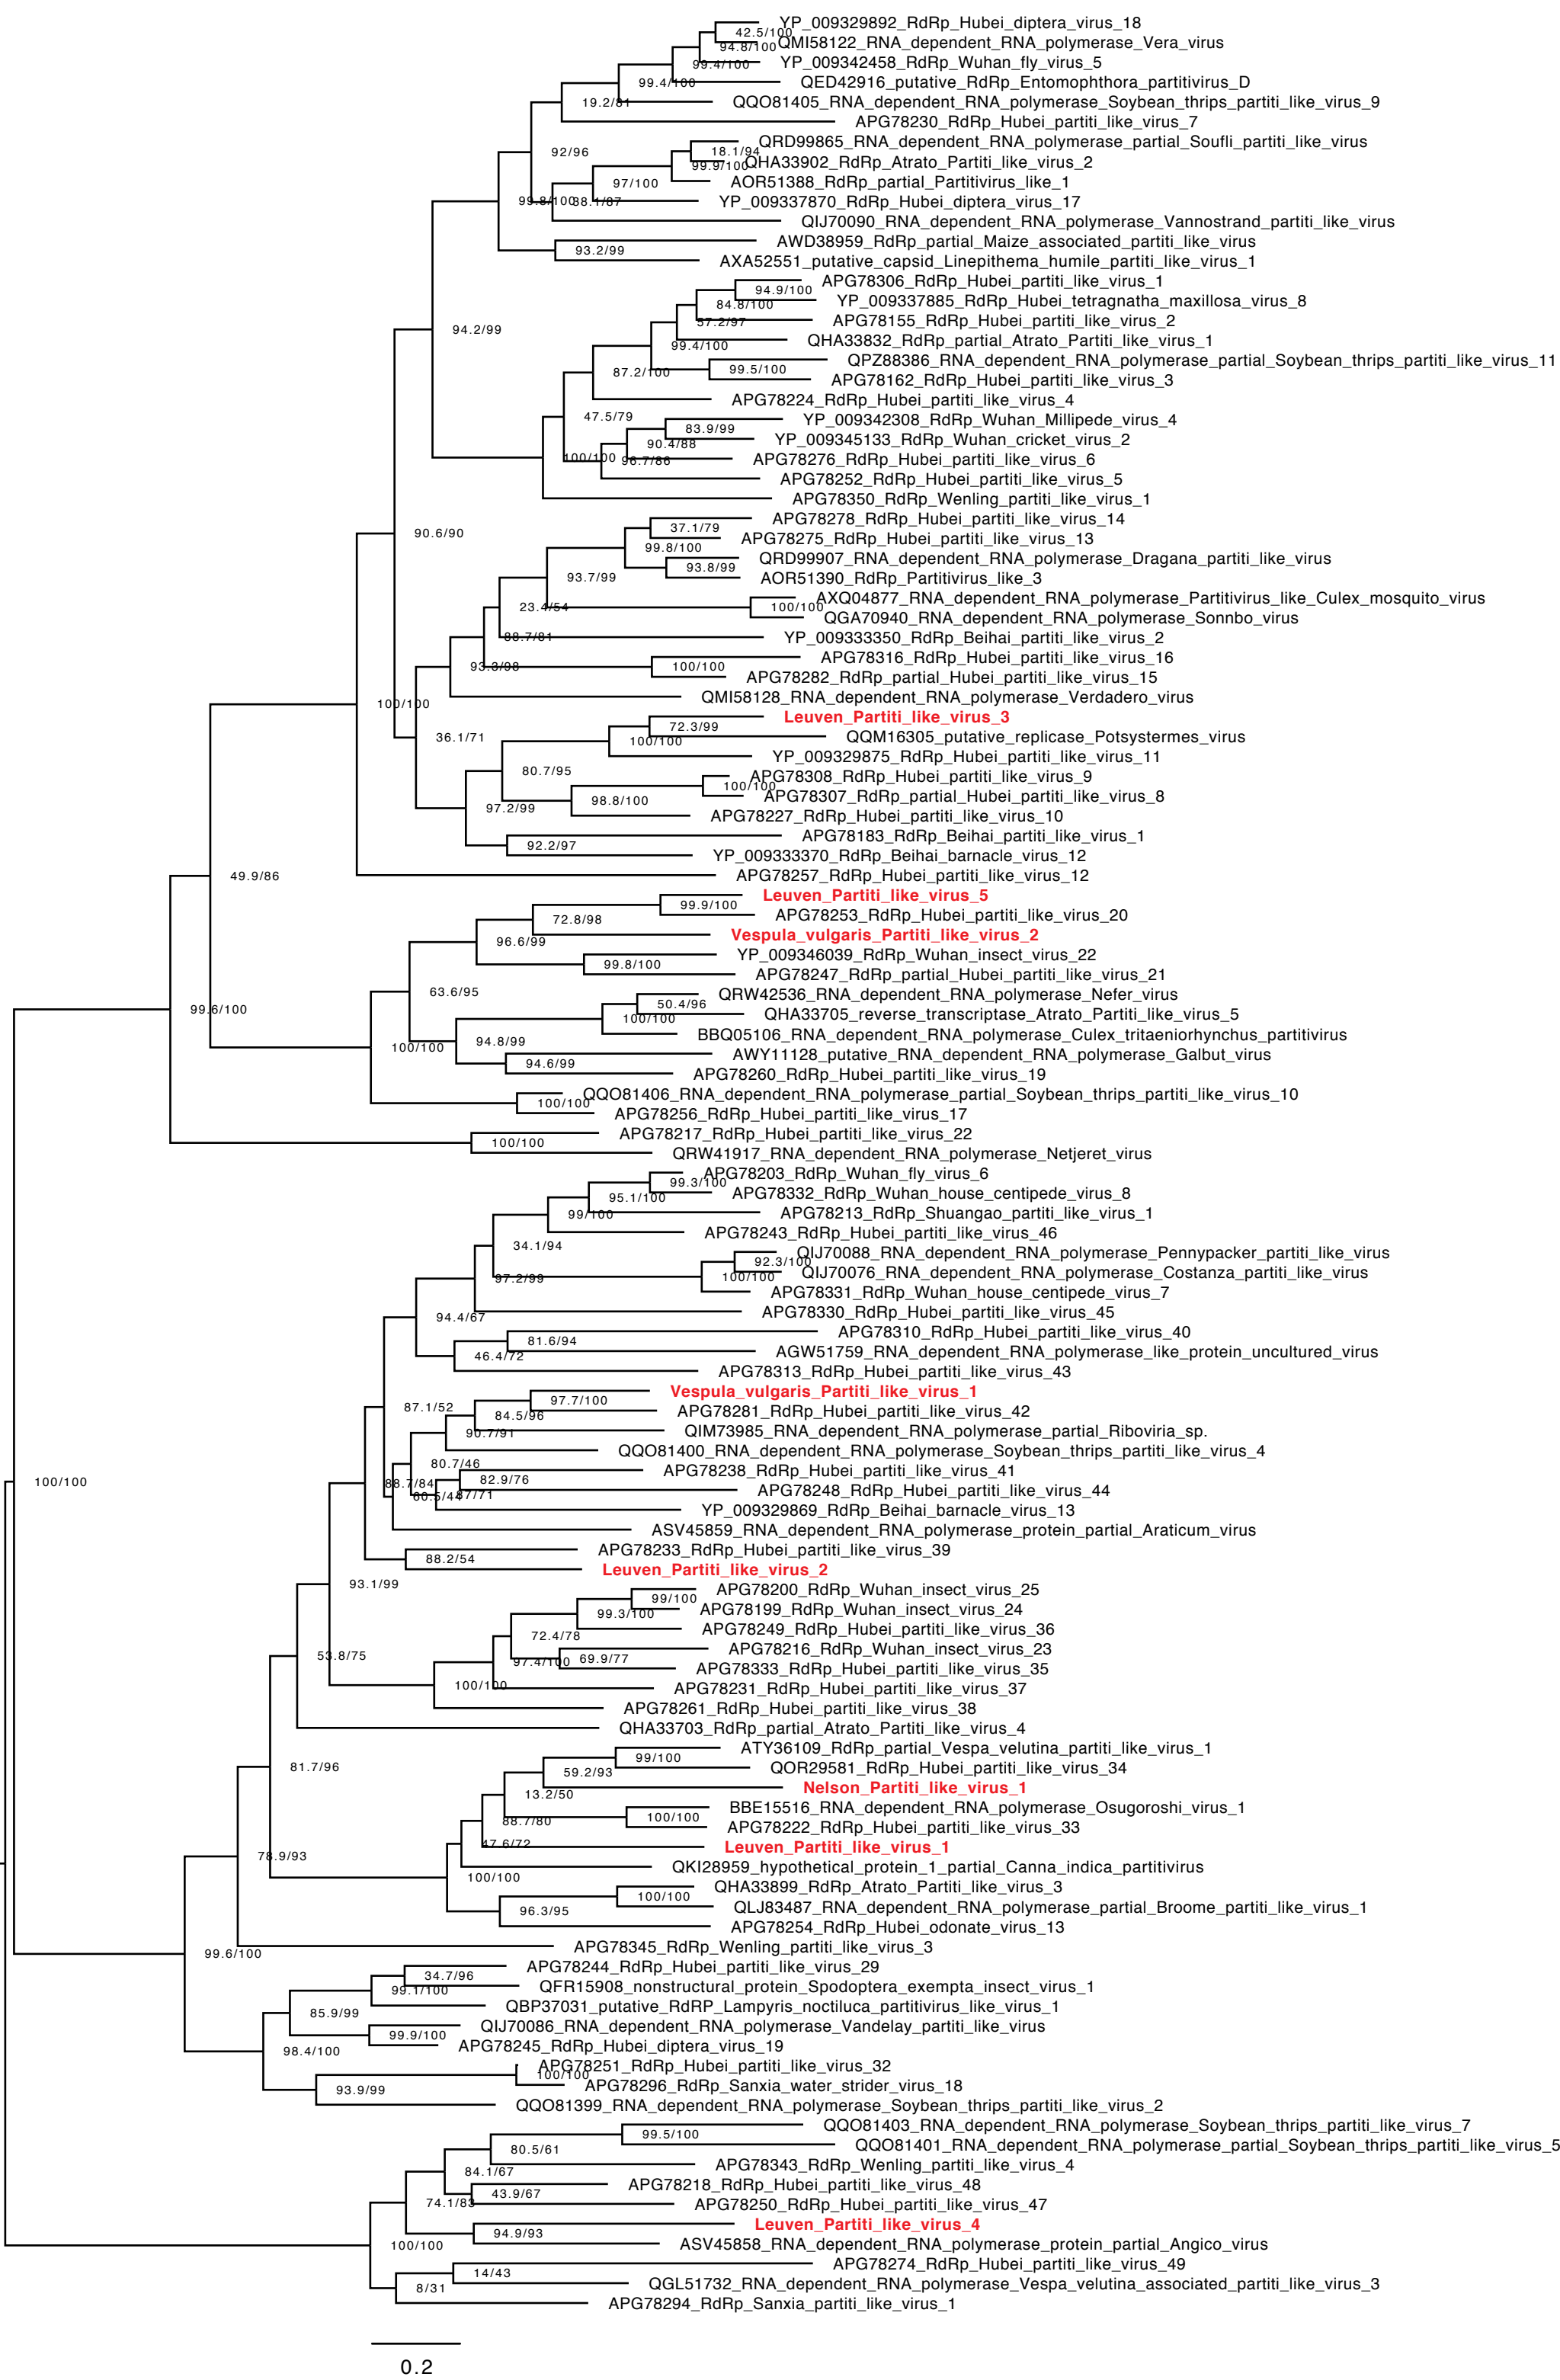 YP_009329892_RdRp_Hubei_diptera_virus_18
42.5/100
QMI58122_RNA_dependent_RNA_polymerase_Vera_virus
94.8/100
YP_009342458_RdRp_Wuhan_fly_virus_5
99.4/100
QED42916_putative_RdRp_Entomophthora_partitivirus_D
99.4/100
QQO81405_RNA_dependent_RNA_polymerase_Soybean_thrips_partiti_like_virus_9
19.2/81
APG78230_RdRp_Hubei_partiti_like_virus_7
QRD99865_RNA_dependent_RNA_polymerase_partial_Soufli_partiti_like_virus
92/96
18.1/94
QHA33902_RdRp_Atrato_Partiti_like_virus_2
99.9/100
AOR51388_RdRp_partial_Partitivirus_like_1
97/100
YP_009337870_RdRp_Hubei_diptera_virus_17
99.8/100
38.1/87
QIJ70090_RNA_dependent_RNA_polymerase_Vannostrand_partiti_like_virus
AWD38959_RdRp_partial_Maize_associated_partiti_like_virus
93.2/99
AXA52551_putative_capsid_Linepithema_humile_partiti_like_virus_1
APG78306_RdRp_Hubei_partiti_like_virus_1
94.9/100
YP_009337885_RdRp_Hubei_tetragnatha_maxillosa_virus_8
84.8/100
APG78155_RdRp_Hubei_partiti_like_virus_2
57.2/97
94.2/99
QHA33832_RdRp_partial_Atrato_Partiti_like_virus_1
99.4/100
QPZ88386_RNA_dependent_RNA_polymerase_partial_Soybean_thrips_partiti_like_virus_11
99.5/100
87.2/100
APG78162_RdRp_Hubei_partiti_like_virus_3
APG78224_RdRp_Hubei_partiti_like_virus_4
47.5/79
YP_009342308_RdRp_Wuhan_Millipede_virus_4
83.9/99
YP_009345133_RdRp_Wuhan_cricket_virus_2
90.4/88
APG78276_RdRp_Hubei_partiti_like_virus_6
100/100
96.7/86
APG78252_RdRp_Hubei_partiti_like_virus_5
APG78350_RdRp_Wenling_partiti_like_virus_1
APG78278_RdRp_Hubei_partiti_like_virus_14
37.1/79
90.6/90
APG78275_RdRp_Hubei_partiti_like_virus_13
99.8/100
QRD99907_RNA_dependent_RNA_polymerase_Dragana_partiti_like_virus
93.8/99
93.7/99
AOR51390_RdRp_Partitivirus_like_3
AXQ04877_RNA_dependent_RNA_polymerase_Partitivirus_like_Culex_mosquito_virus
23.4/54
100/100
QGA70940_RNA_dependent_RNA_polymerase_Sonnbo_virus
88.7/81
YP_009333350_RdRp_Beihai_partiti_like_virus_2
APG78316_RdRp_Hubei_partiti_like_virus_16
93.3/98
100/100
APG78282_RdRp_partial_Hubei_partiti_like_virus_15
QMI58128_RNA_dependent_RNA_polymerase_Verdadero_virus
100/100
Leuven_Partiti_like_virus_3
72.3/99
36.1/71
QQM16305_putative_replicase_Potsystermes_virus
100/100
YP_009329875_RdRp_Hubei_partiti_like_virus_11
80.7/95
APG78308_RdRp_Hubei_partiti_like_virus_9
100/100
APG78307_RdRp_partial_Hubei_partiti_like_virus_8
98.8/100
97.2/99
APG78227_RdRp_Hubei_partiti_like_virus_10
APG78183_RdRp_Beihai_partiti_like_virus_1
92.2/97
YP_009333370_RdRp_Beihai_barnacle_virus_12
49.9/86
APG78257_RdRp_Hubei_partiti_like_virus_12
Leuven_Partiti_like_virus_5
99.9/100
APG78253_RdRp_Hubei_partiti_like_virus_20
72.8/98
Vespula_vulgaris_Partiti_like_virus_2
96.6/99
YP_009346039_RdRp_Wuhan_insect_virus_22
99.8/100
APG78247_RdRp_partial_Hubei_partiti_like_virus_21
63.6/95
QRW42536_RNA_dependent_RNA_polymerase_Nefer_virus
50.4/96
99.6/100
QHA33705_reverse_transcriptase_Atrato_Partiti_like_virus_5
100/100
BBQ05106_RNA_dependent_RNA_polymerase_Culex_tritaeniorhynchus_partitivirus
94.8/99
100/100
AWY11128_putative_RNA_dependent_RNA_polymerase_Galbut_virus
94.6/99
APG78260_RdRp_Hubei_partiti_like_virus_19
QQO81406_RNA_dependent_RNA_polymerase_partial_Soybean_thrips_partiti_like_virus_10
100/100
APG78256_RdRp_Hubei_partiti_like_virus_17
APG78217_RdRp_Hubei_partiti_like_virus_22
100/100
QRW41917_RNA_dependent_RNA_polymerase_Netjeret_virus
APG78203_RdRp_Wuhan_fly_virus_6
99.3/100
APG78332_RdRp_Wuhan_house_centipede_virus_8
95.1/100
APG78213_RdRp_Shuangao_partiti_like_virus_1
99/100
APG78243_RdRp_Hubei_partiti_like_virus_46
34.1/94
QIJ70088_RNA_dependent_RNA_polymerase_Pennypacker_partiti_like_virus
92.3/100
QIJ70076_RNA_dependent_RNA_polymerase_Costanza_partiti_like_virus
97.2/99
100/100
APG78331_RdRp_Wuhan_house_centipede_virus_7
APG78330_RdRp_Hubei_partiti_like_virus_45
94.4/67
APG78310_RdRp_Hubei_partiti_like_virus_40
81.6/94
AGW51759_RNA_dependent_RNA_polymerase_like_protein_uncultured_virus
46.4/72
APG78313_RdRp_Hubei_partiti_like_virus_43
Vespula_vulgaris_Partiti_like_virus_1
97.7/100
87.1/52
APG78281_RdRp_Hubei_partiti_like_virus_42
84.5/96
QIM73985_RNA_dependent_RNA_polymerase_partial_Riboviria_sp.
90.7/91
QQO81400_RNA_dependent_RNA_polymerase_Soybean_thrips_partiti_like_virus_4
80.7/46
APG78238_RdRp_Hubei_partiti_like_virus_41
100/100
88.7/84
82.9/76
APG78248_RdRp_Hubei_partiti_like_virus_44
60.5/44
87/71
YP_009329869_RdRp_Beihai_barnacle_virus_13
ASV45859_RNA_dependent_RNA_polymerase_protein_partial_Araticum_virus
APG78233_RdRp_Hubei_partiti_like_virus_39
88.2/54
Leuven_Partiti_like_virus_2
93.1/99
APG78200_RdRp_Wuhan_insect_virus_25
99/100
APG78199_RdRp_Wuhan_insect_virus_24
99.3/100
APG78249_RdRp_Hubei_partiti_like_virus_36
72.4/78
APG78216_RdRp_Wuhan_insect_virus_23
53.8/75
97.4/100
69.9/77
APG78333_RdRp_Hubei_partiti_like_virus_35
100/100
APG78231_RdRp_Hubei_partiti_like_virus_37
APG78261_RdRp_Hubei_partiti_like_virus_38
QHA33703_RdRp_partial_Atrato_Partiti_like_virus_4
ATY36109_RdRp_partial_Vespa_velutina_partiti_like_virus_1
99/100
81.7/96
QOR29581_RdRp_Hubei_partiti_like_virus_34
59.2/93
Nelson_Partiti_like_virus_1
13.2/50
BBE15516_RNA_dependent_RNA_polymerase_Osugoroshi_virus_1
88.7/80
100/100
APG78222_RdRp_Hubei_partiti_like_virus_33
47.6/72
Leuven_Partiti_like_virus_1
78.9/93
QKI28959_hypothetical_protein_1_partial_Canna_indica_partitivirus
100/100
QHA33899_RdRp_Atrato_Partiti_like_virus_3
100/100
QLJ83487_RNA_dependent_RNA_polymerase_partial_Broome_partiti_like_virus_1
96.3/95
APG78254_RdRp_Hubei_odonate_virus_13
APG78345_RdRp_Wenling_partiti_like_virus_3
99.6/100
APG78244_RdRp_Hubei_partiti_like_virus_29
34.7/96
QFR15908_nonstructural_protein_Spodoptera_exempta_insect_virus_1
99.1/100
QBP37031_putative_RdRP_Lampyris_noctiluca_partitivirus_like_virus_1
85.9/99
QIJ70086_RNA_dependent_RNA_polymerase_Vandelay_partiti_like_virus
99.9/100
APG78245_RdRp_Hubei_diptera_virus_19
98.4/100
APG78251_RdRp_Hubei_partiti_like_virus_32
100/100
APG78296_RdRp_Sanxia_water_strider_virus_18
93.9/99
QQO81399_RNA_dependent_RNA_polymerase_Soybean_thrips_partiti_like_virus_2
QQO81403_RNA_dependent_RNA_polymerase_Soybean_thrips_partiti_like_virus_7
99.5/100
QQO81401_RNA_dependent_RNA_polymerase_partial_Soybean_thrips_partiti_like_virus_5
80.5/61
APG78343_RdRp_Wenling_partiti_like_virus_4
84.1/67
APG78218_RdRp_Hubei_partiti_like_virus_48
43.9/67
74.1/83
APG78250_RdRp_Hubei_partiti_like_virus_47
Leuven_Partiti_like_virus_4
94.9/93
100/100
ASV45858_RNA_dependent_RNA_polymerase_protein_partial_Angico_virus
APG78274_RdRp_Hubei_partiti_like_virus_49
14/43
QGL51732_RNA_dependent_RNA_polymerase_Vespa_velutina_associated_partiti_like_virus_3
8/31
APG78294_RdRp_Sanxia_partiti_like_virus_1
0.2